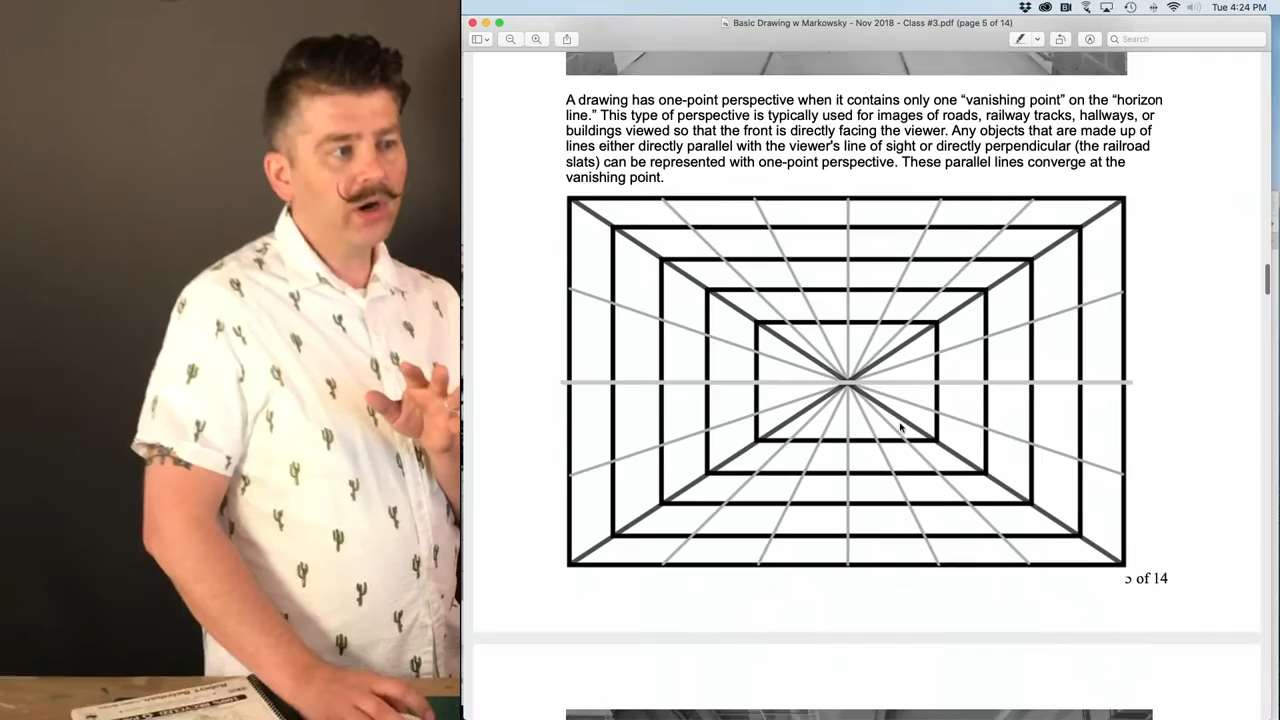 Tue 4:24 PM
Basic Drawing w Markowsky - Nov 2018 - Class #3.pdf (page 5 of 14)
Search
A drawing has one-point perspective when it contains only one “vanishing point” on the “horizon
line.” This type of perspective is typically used for images of roads, railway tracks, hallways, or
buildings viewed so that the front is directly facing the viewer. Any objects that are made up of
lines either directly parallel with the viewer's line of sight or directly perpendicular (the railroad
slats) can be represented with one-point perspective. These parallel lines converge at the
vanishing point.
5 of 14